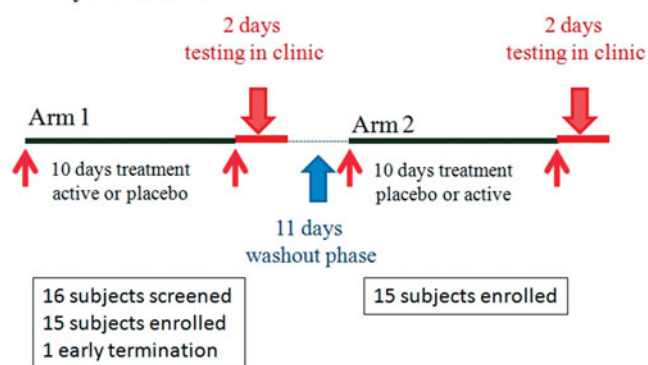 2 days
testing in clinic
2 days
testing in clinic
Arm 1
Arm 2
10 days treatment
active or placebo
10 days treatment
placebo or active
11 days
washout phase
16 subjects screened
15 subjects enrolled
1 early termination
15 subjects enrolled